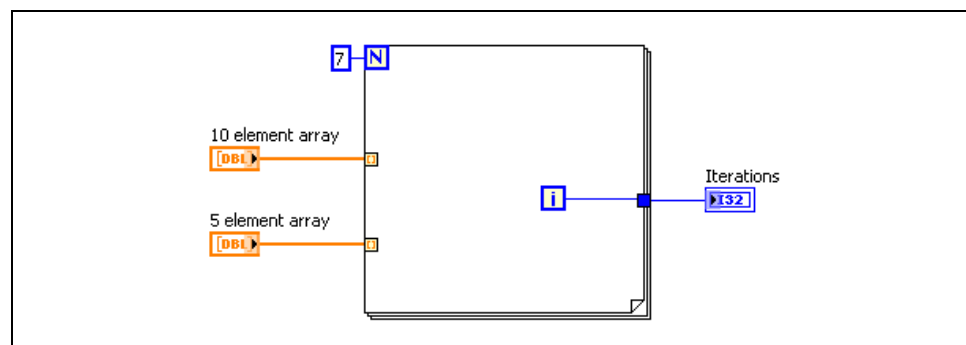 7 N
10 element array
[DBL]
Iterations
i
I32
5 element array
[DBL]